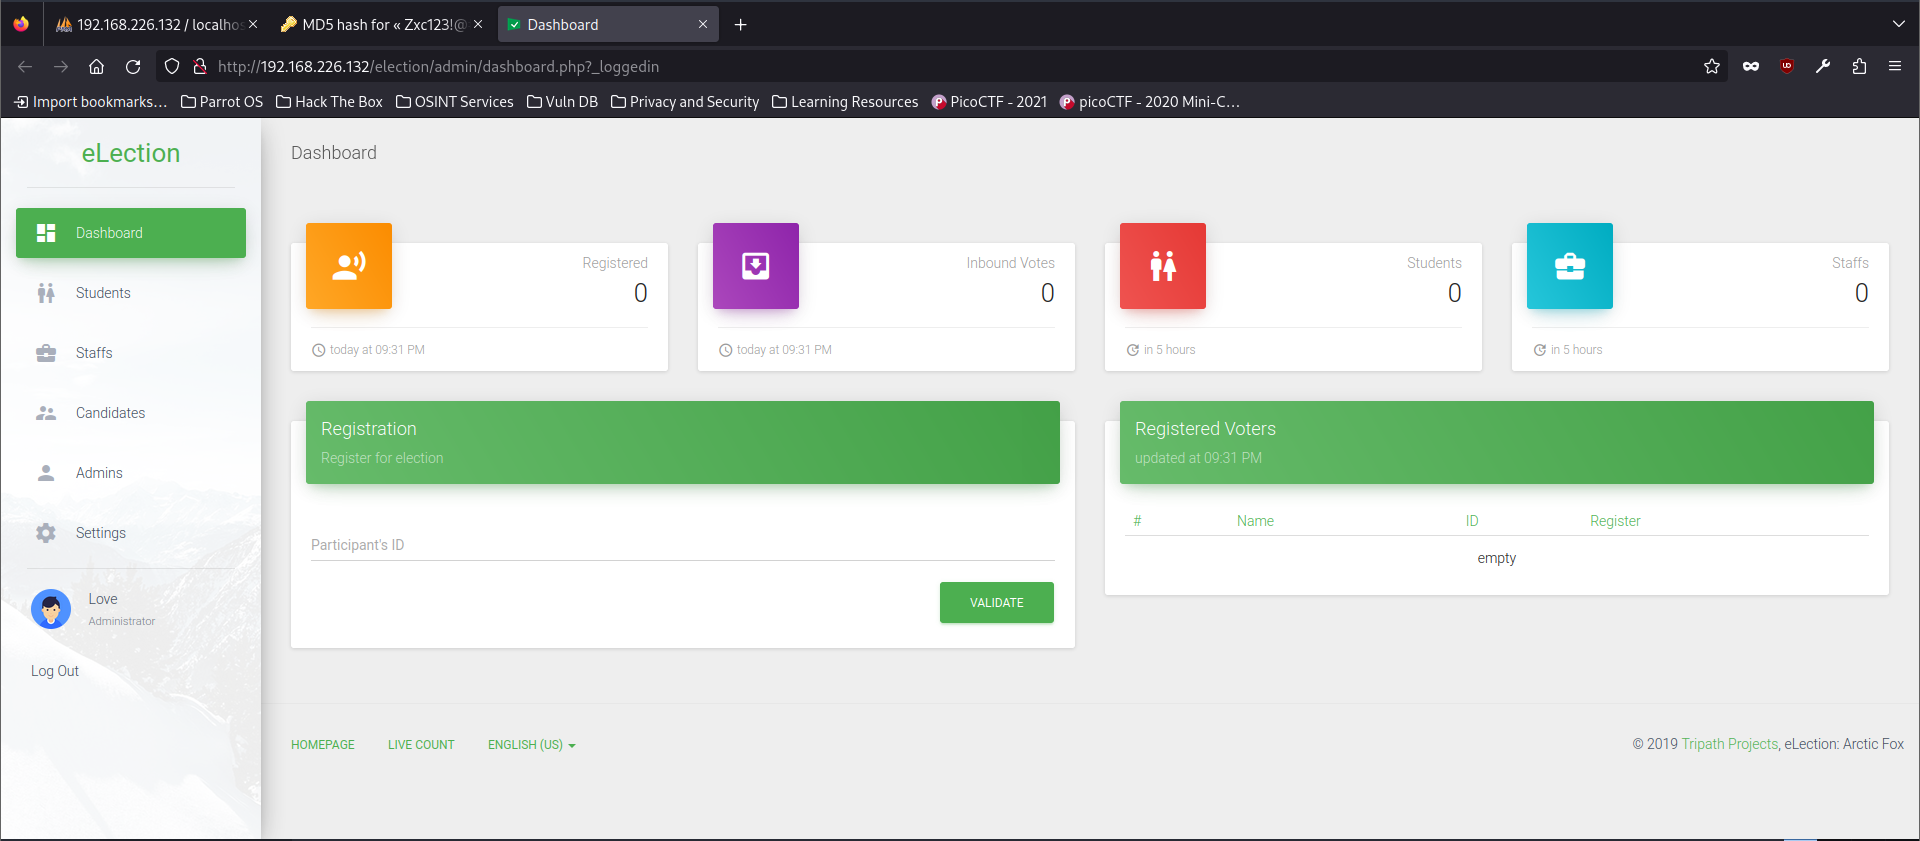 192.168.226.132 / localhos
MD5 hash for « Zxc123!@
Dashboard
http://192.168.226.132/election/admin/dashboard.php?_loggedin
Import bookmarks... Parrot OS Hack The Box OSINT Services Vuln DB Privacy and Security Learning Resources PicoCTF - 2021 picoCTF - 2020 Mini-C...
eLection
Dashboard
Students
Staffs
Candidates
Admins
Settings
Love
Administrator
Log Out
Dashboard
Registered
0
today at 09:31 PM
Inbound Votes
0
today at 09:31 PM
Students
0
in 5 hours
Staffs
0
in 5 hours
Registration
Register for election
Participant's ID
VALIDATE
Registered Voters
updated at 09:31 PM
# Name ID Register
empty
HOMEPAGE LIVE COUNT ENGLISH (US)
© 2019 Tripath Projects, eLection: Arctic Fox